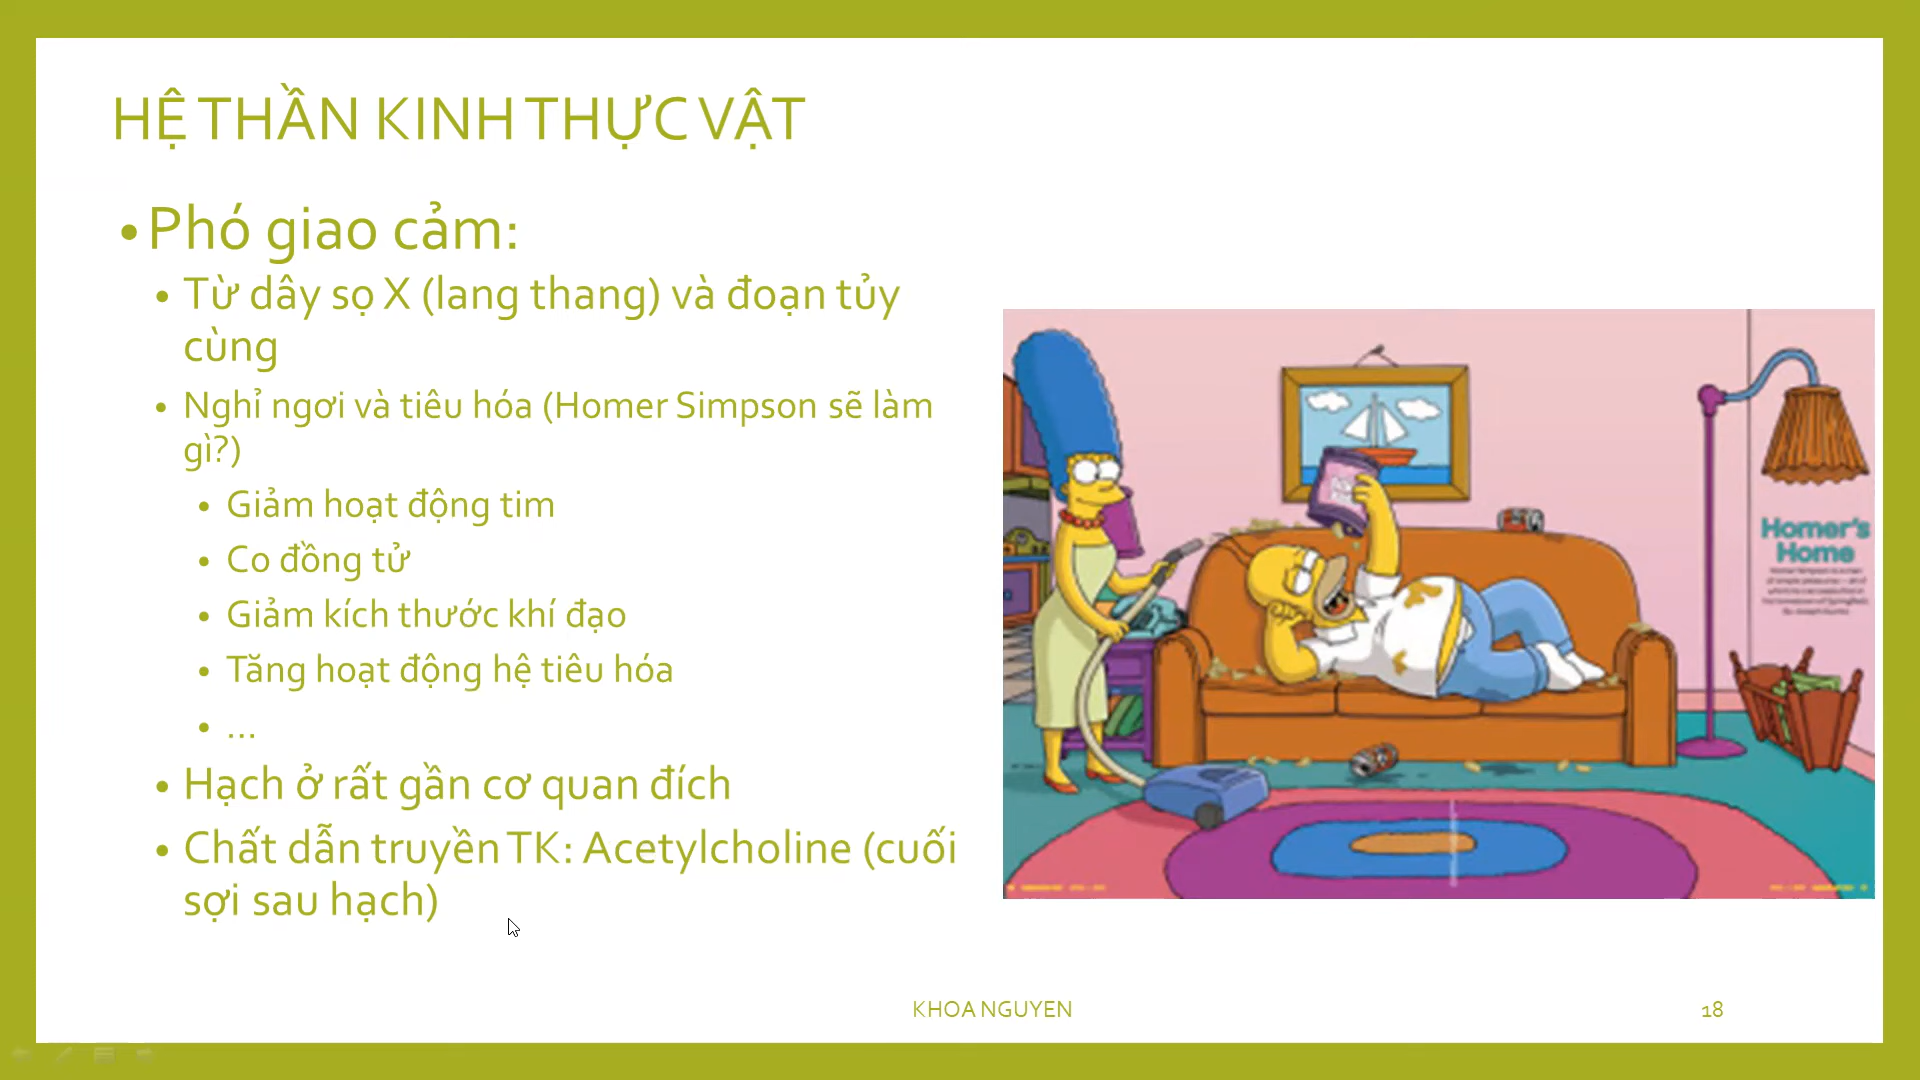 HỆ THẦN KINH THỰC VẬT
• Phó giao cảm:
• Từ dây sọ X (lang thang) và đoạn tủy
cùng
• Nghỉ ngơi và tiêu hóa (Homer Simpson sẽ làm
gì?)
• Giảm hoạt động tim
• Co đồng tử
• Giảm kích thước khí đạo
• Tăng hoạt động hệ tiêu hóa
• ...
• Hạch ở rất gần cơ quan đích
• Chất dẫn truyền TK: Acetylcholine (cuối
sợi sau hạch)
Homer's
Home
KHOA NGUYEN
18